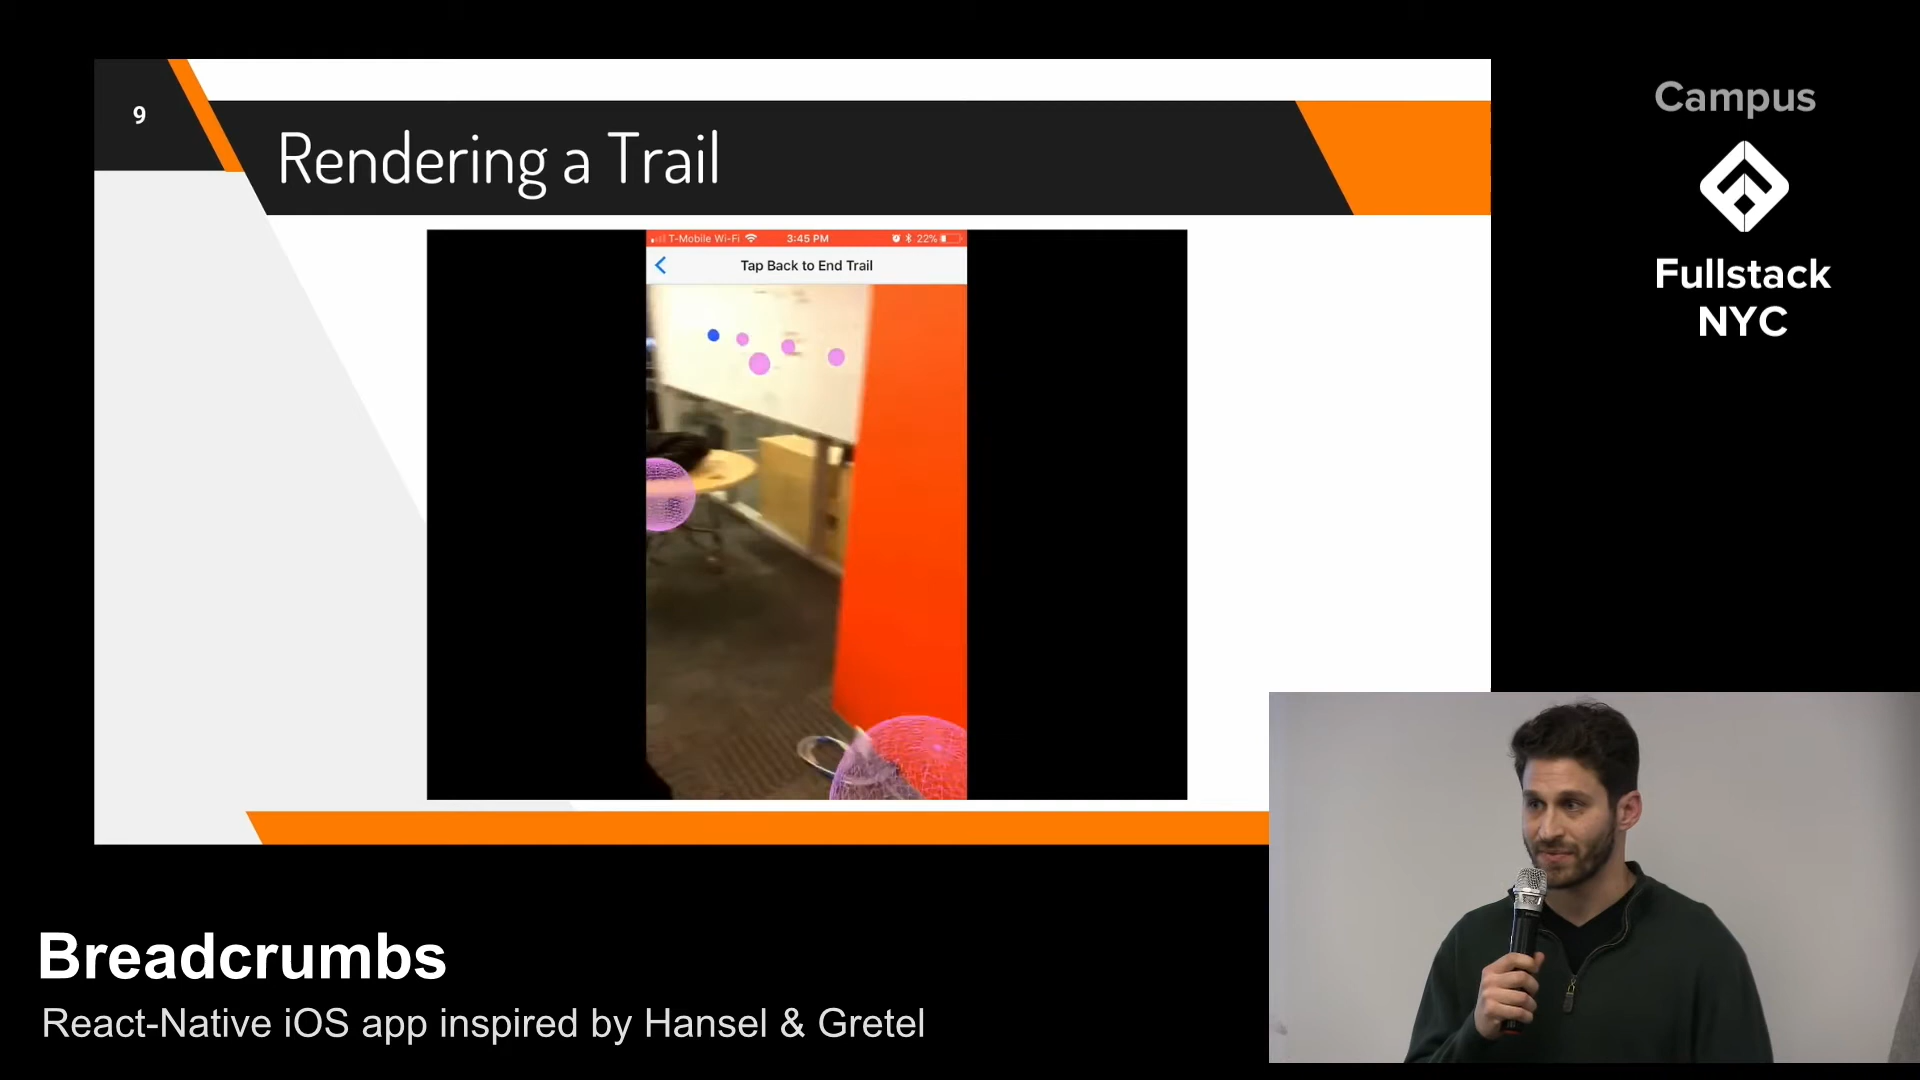 9
Rendering a Trail
T-Mobile Wi-Fi
3:45 PM
22%
Tap Back to End Trail
Campus
Fullstack
NYC
Breadcrumbs
React-Native iOS app inspired by Hansel & Gretel